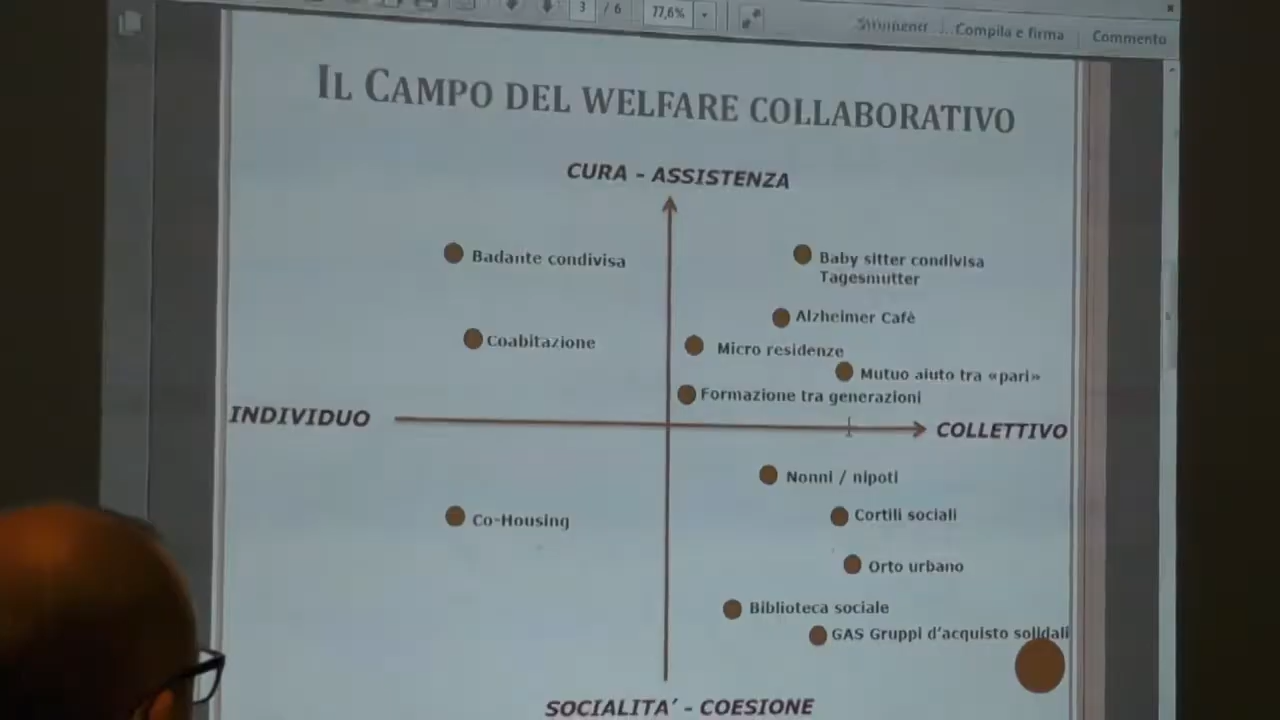 3 / 6 77,6%
Strumenti
Compila e firma
Commento
IL CAMPO DEL WELFARE COLLABORATIVO
CURA - ASSISTENZA
Badante condivisa
Baby sitter condivisa
Tagesmutter
Alzheimer Cafè
Coabitazione
Micro residenze
Mutuo aiuto tra «pari»
Formazione tra generazioni
INDIVIDUO
COLLETTIVO
Nonni / nipoti
Co-Housing
Cortili sociali
Orto urbano
Biblioteca sociale
GAS Gruppi d'acquisto solidali
SOCIALITA' - COESIONE